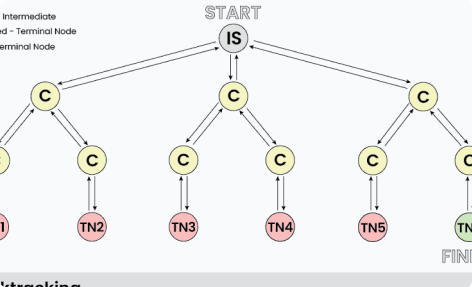 START
Intermediate
ed - Terminal Node
erminal Node
IS
C
C
C
C
C
C
C
C
1
TN2
TN3
TN4
TN5
TN
FIN
ktracking